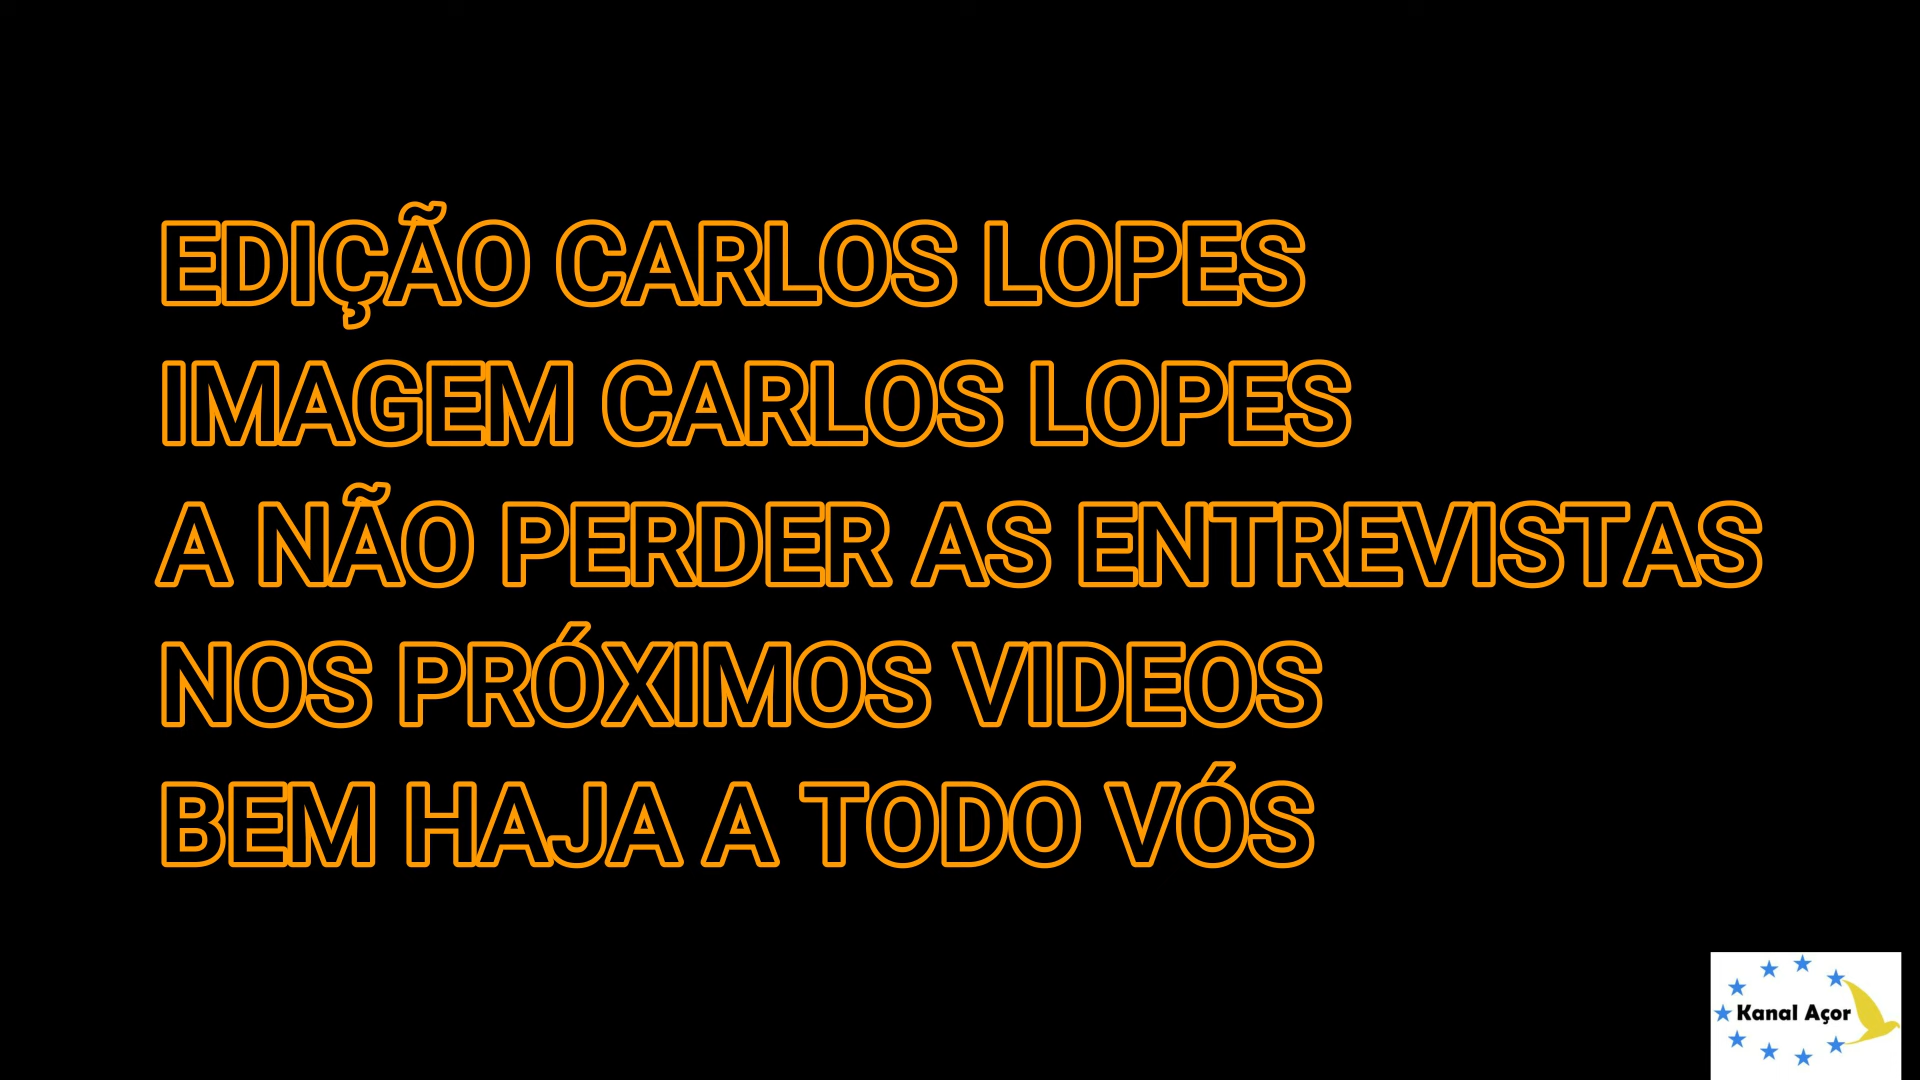 EDIÇÃO CARLOS LOPES
IMAGEM CARLOS LOPES
A NÃO PERDER AS ENTREVISTAS
NOS PRÓXIMOS VIDEOS
BEM HAJA A TODO VÓS
Kanal Açor